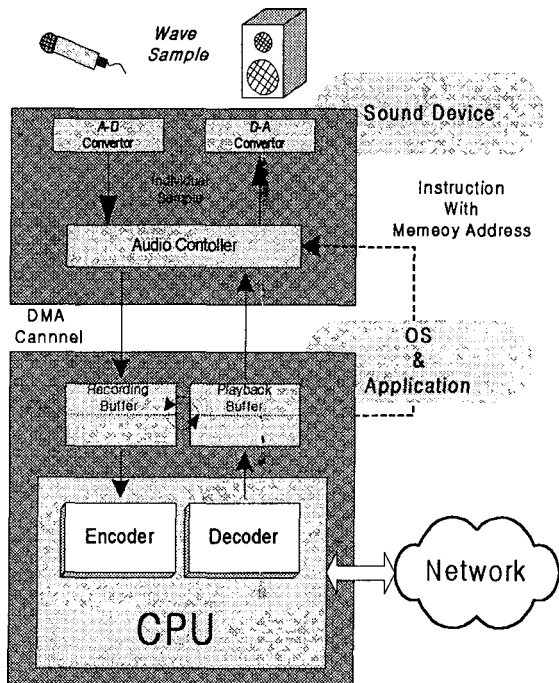 Wave
Sample
Sound Device
A-D
Convertor
D-A
Convertor
Individual
Sample
Instruction
With
Memeoy Address
Audio Contoller
DMA
Cannnel
OS
&
Application
Recording
Buffer
Playback
Buffer
Encoder
Decoder
Network
CPU